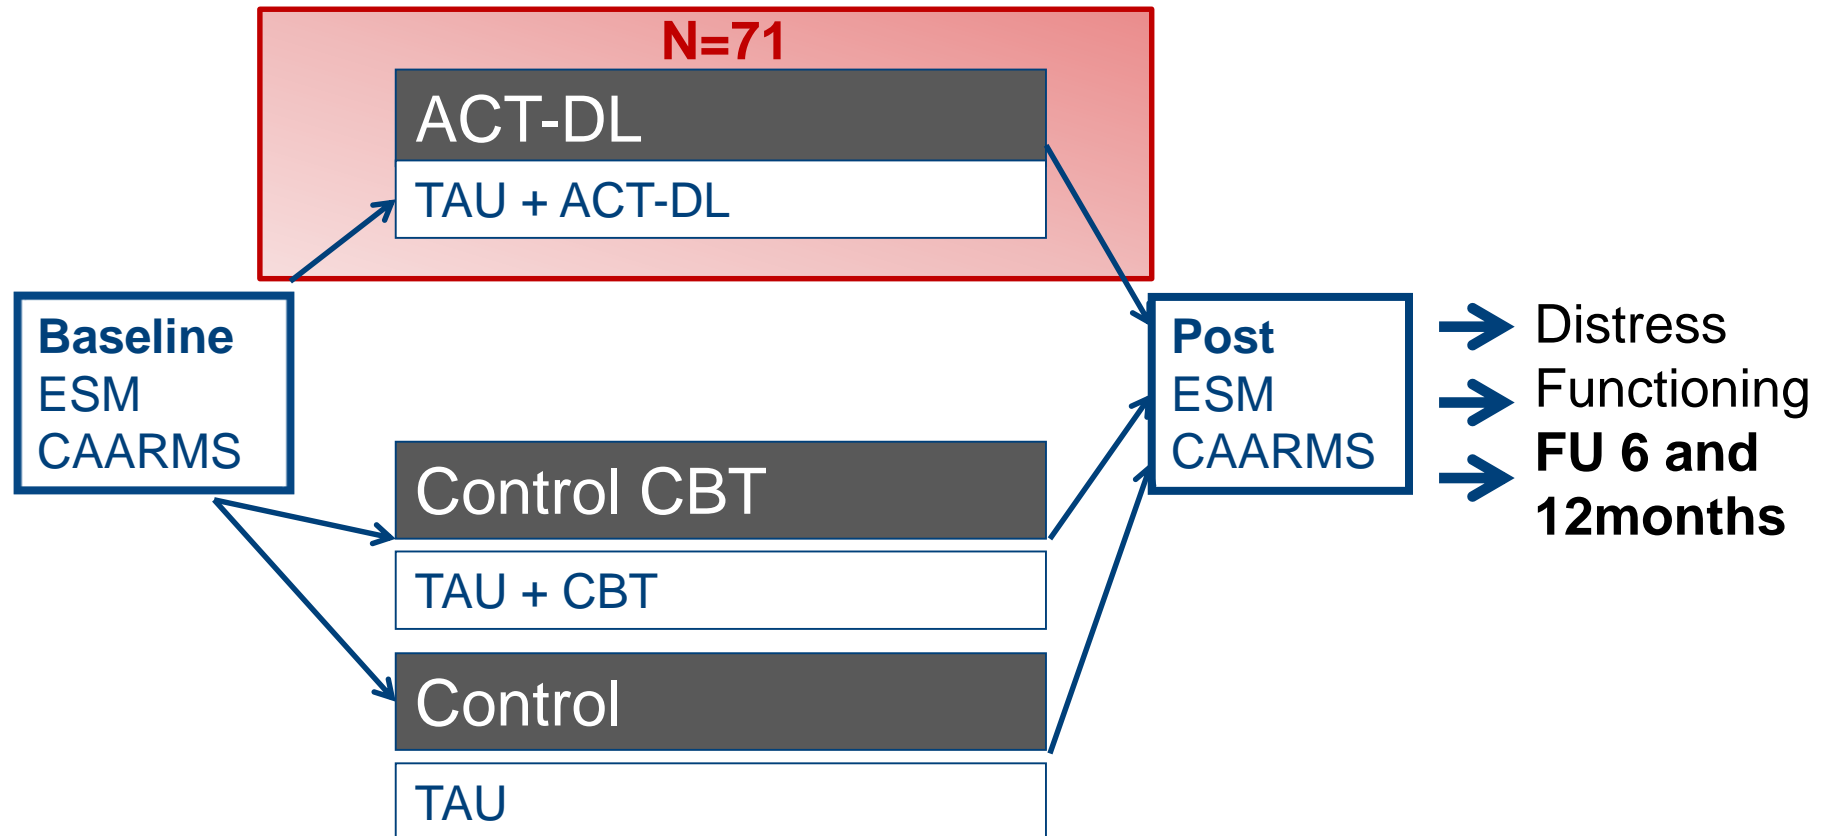 N=71
ACT-DL
TAU + ACT-DL
Baseline
ESM
CAARMS
Control CBT
TAU + CBT
Control
TAU
Post
ESM
CAARMS
Distress
Functioning
FU 6 and
12months